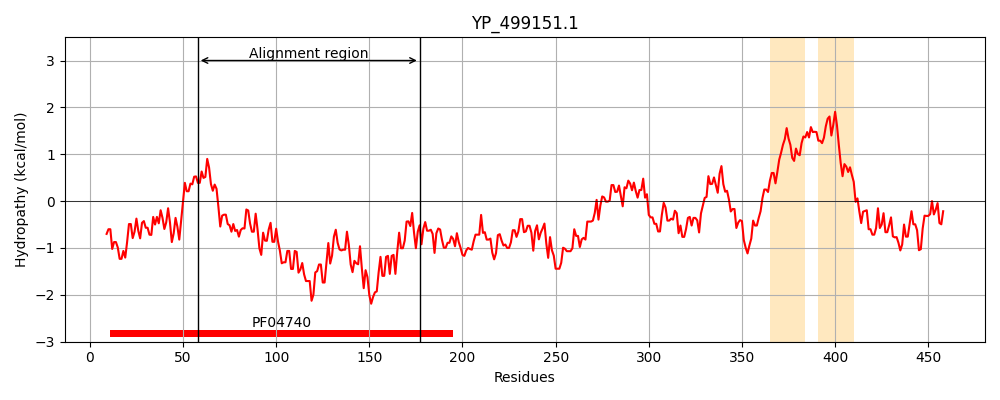 YP_499151.1
Alignment region
3
2
1
0
−1
−2
−3
Hydropathy (kcal/mol)
PF04740
0 50 100 150 200 250 300 350 400 450
Residues